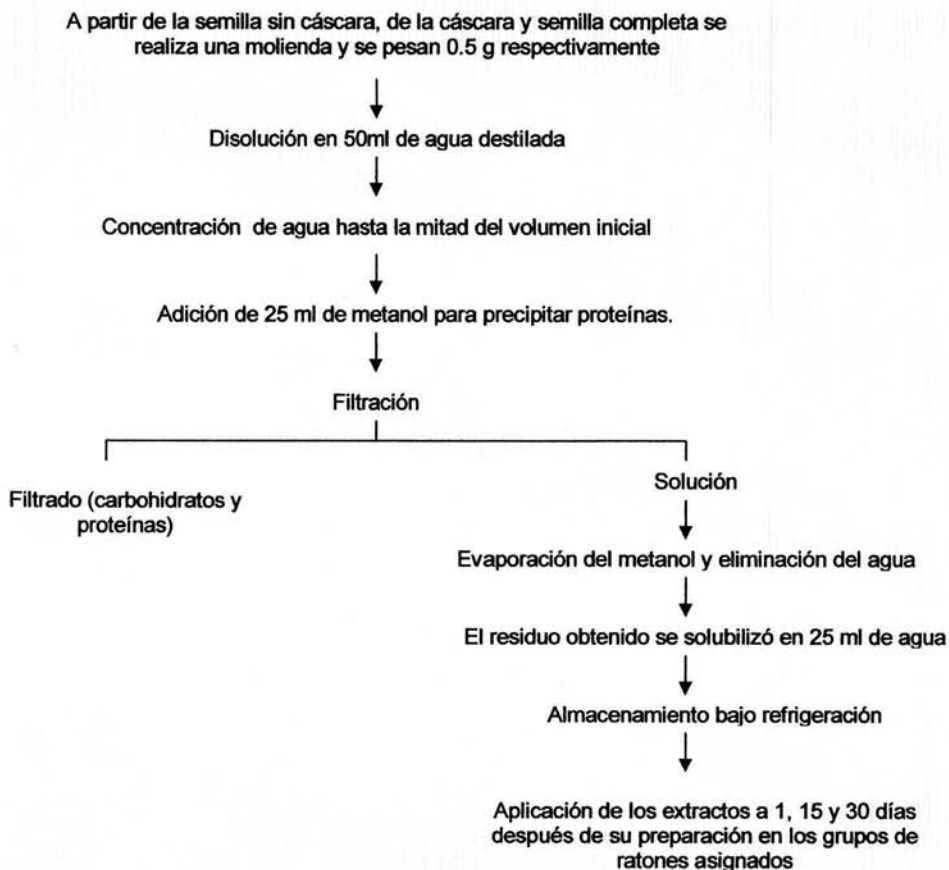 A partir de la semilla sin cáscara, de la cáscara y semilla completa se
realiza una molienda y se pesan 0.5 g respectivamente
Disolución en 50ml de agua destilada
Concentración de agua hasta la mitad del volumen inicial
Adición de 25 ml de metanol para precipitar proteínas.
Filtración
Filtrado (carbohidratos y
proteínas)
Solución
Evaporación del metanol y eliminación del agua
El residuo obtenido se solubilizó en 25 ml de agua
Almacenamiento bajo refrigeración
Aplicación de los extractos a 1, 15 y 30 días
después de su preparación en los grupos de
ratones asignados